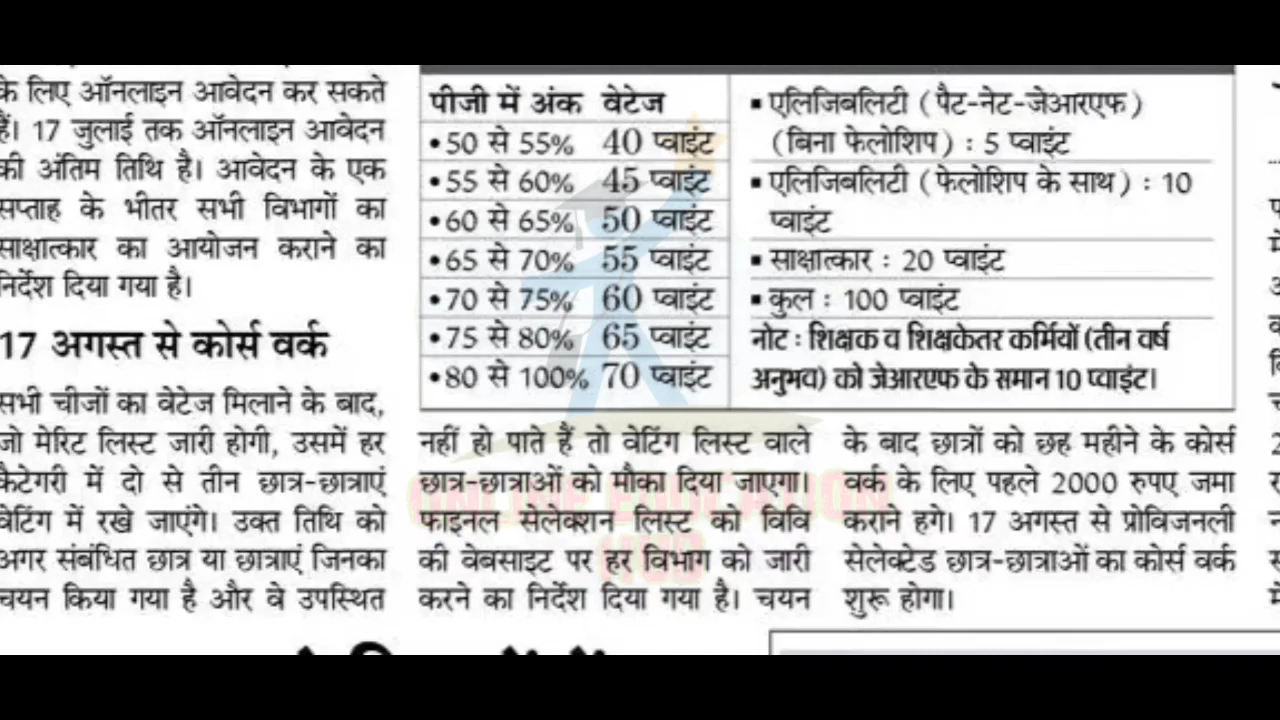 के लिए ऑनलाइन आवेदन कर सकते
हैं। 17 जुलाई तक ऑनलाइन आवेदन
की अंतिम तिथि है। आवेदन के एक
सप्ताह के भीतर सभी विभागों का
साक्षात्कार का आयोजन कराने का
निर्देश दिया गया है।
17 अगस्त से कोर्स वर्क
सभी चीजों का वेटेज मिलाने के बाद,
जो मेरिट लिस्ट जारी होगी, उसमें हर
कैटेगरी में दो से तीन छात्र-छात्राएं
वेटिंग में रखे जाएंगे। उक्त तिथि को
अगर संबंधित छात्र या छात्राएं जिनका
चयन किया गया है और वे उपस्थित
पीजी में अंक वेटेज
• 50 से 55% 40 प्वाइंट
• 55 से 60% 45 प्वाइंट
• 60 से 65% 50 प्वाइंट
• 65 से 70% 55 प्वाइंट
• 70 से 75% 60 प्वाइंट
• 75 से 80% 65 प्वाइंट
• 80 से 100% 70 प्वाइंट
▪ एलिजिबलिटी (पैट-नेट-जेआरएफ)
(बिना फेलोशिप) : 5 प्वाइंट
▪ एलिजिबलिटी (फेलोशिप के साथ) : 10
प्वाइंट
▪ साक्षात्कार : 20 प्वाइंट
▪ कुल : 100 प्वाइंट
नोट : शिक्षक व शिक्षकेतर कर्मियों (तीन वर्ष
अनुभव) को जेआरएफ के समान 10 प्वाइंट।
नहीं हो पाते हैं तो वेटिंग लिस्ट वाले
छात्र-छात्राओं को मौका दिया जाएगा।
फाइनल सेलेक्शन लिस्ट को विवि
की वेबसाइट पर हर विभाग को जारी
करने का निर्देश दिया गया है। चयन
के बाद छात्रों को छह महीने के कोर्स
वर्क के लिए पहले 2000 रुपए जमा
कराने हगे। 17 अगस्त से प्रोविजनली
सेलेक्टेड छात्र-छात्राओं का कोर्स वर्क
शुरू होगा।
ONLINE EDUCATION
HUB